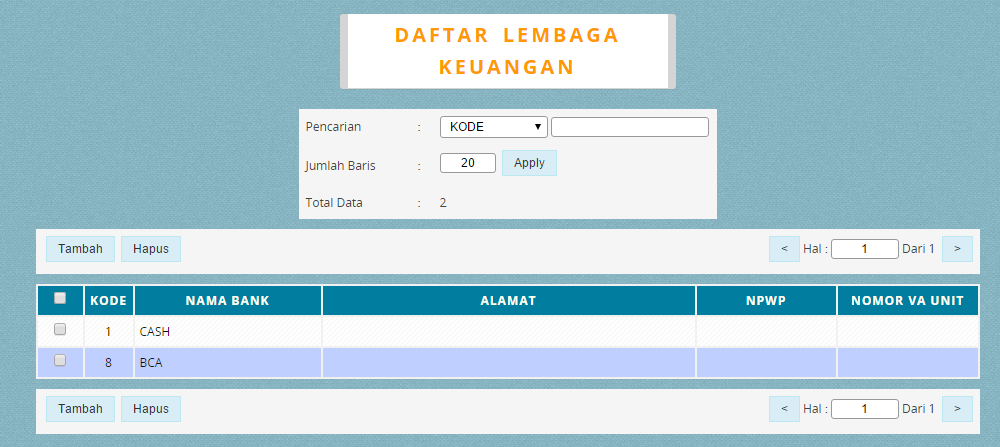 DAFTAR LEMBAGA
KEUANGAN
Pencarian : KODE
Jumlah Baris : 20 Apply
Total Data : 2
Tambah Hapus < Hal : 1 Dari 1 >
KODE NAMA BANK ALAMAT NPWP NOMOR VA UNIT
1 CASH
8 BCA
Tambah Hapus < Hal : 1 Dari 1 >